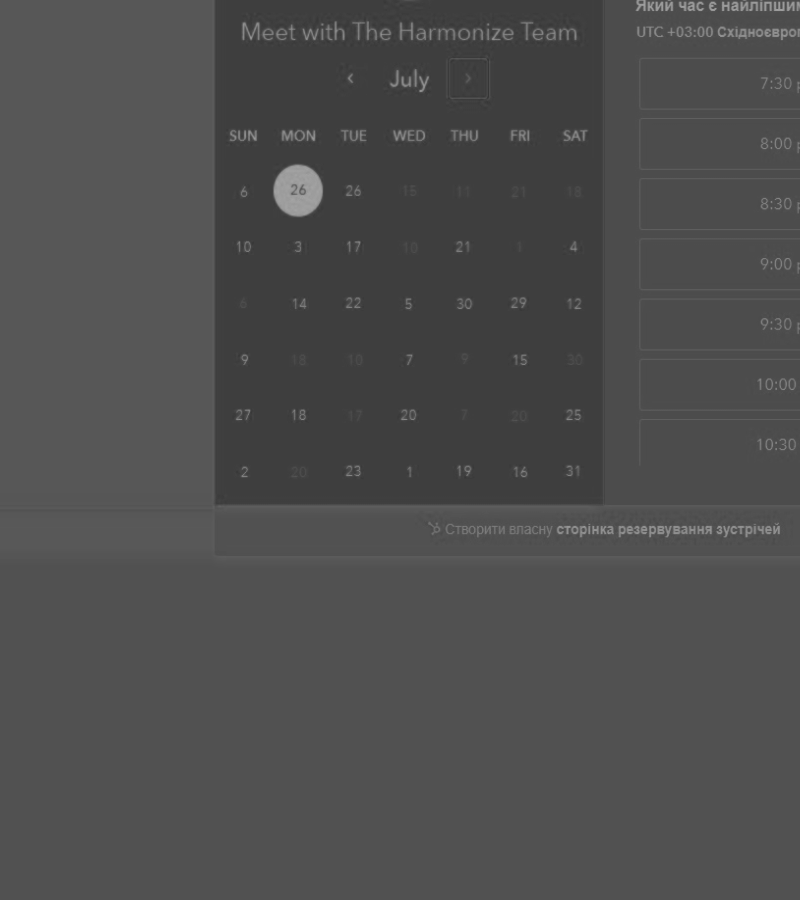 Meet with The Harmonize Team
July
SUN MON TUE WED THU FRI SAT
6 26 26 15 11 21 18
10 3 17 10 21 1 4
6 14 22 5 30 29 12
9 18 10 7 9 15 30
27 18 17 20 7 20 25
2 20 23 1 19 16 31
Який час є
UTC +03:00
7:30
8:00
8:30
9:00
9:30
10:00
10:30
Створити власну сторінка резервування зустрічей